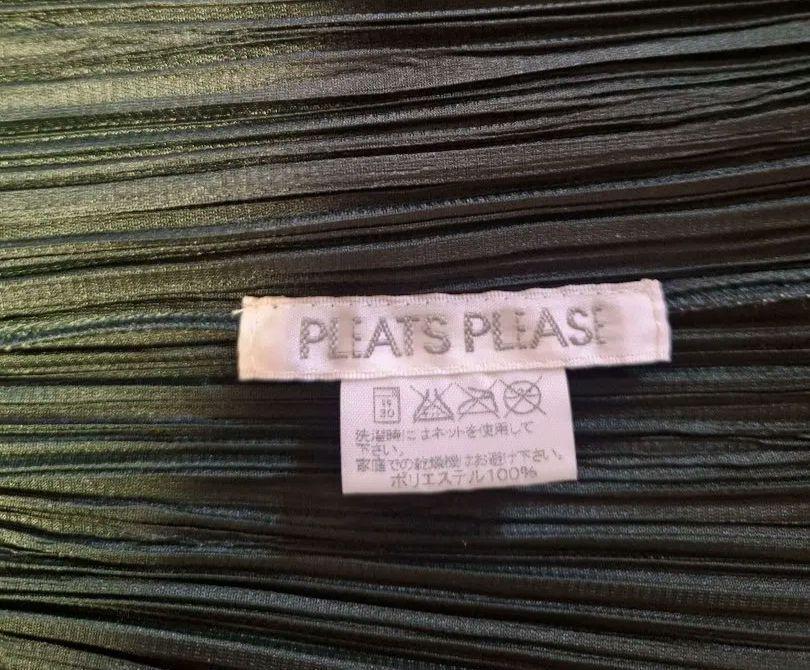 PLEATS PLEASE
洗濯時にはネットを使用して
下さい。
家庭での乾燥機はお避け下さい。
ポリエステル100%